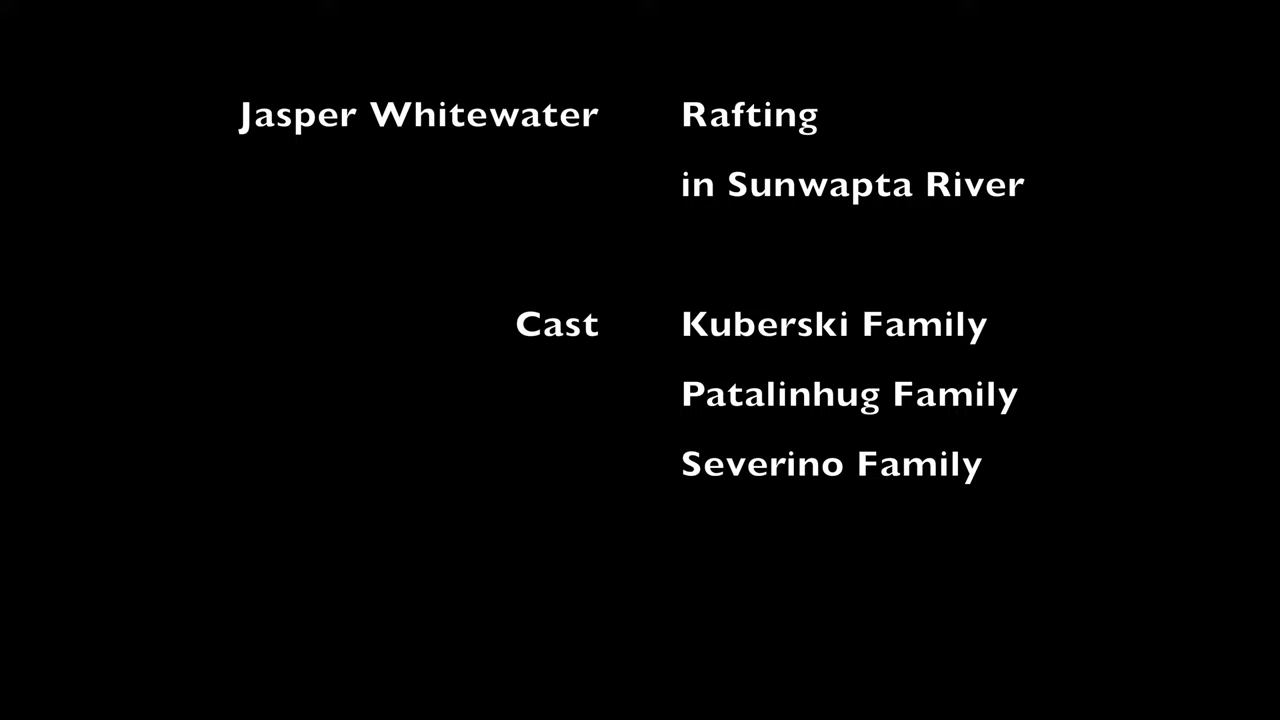 Jasper Whitewater Rafting
in Sunwapta River
Cast Kuberski Family
Patalinhug Family
Severino Family